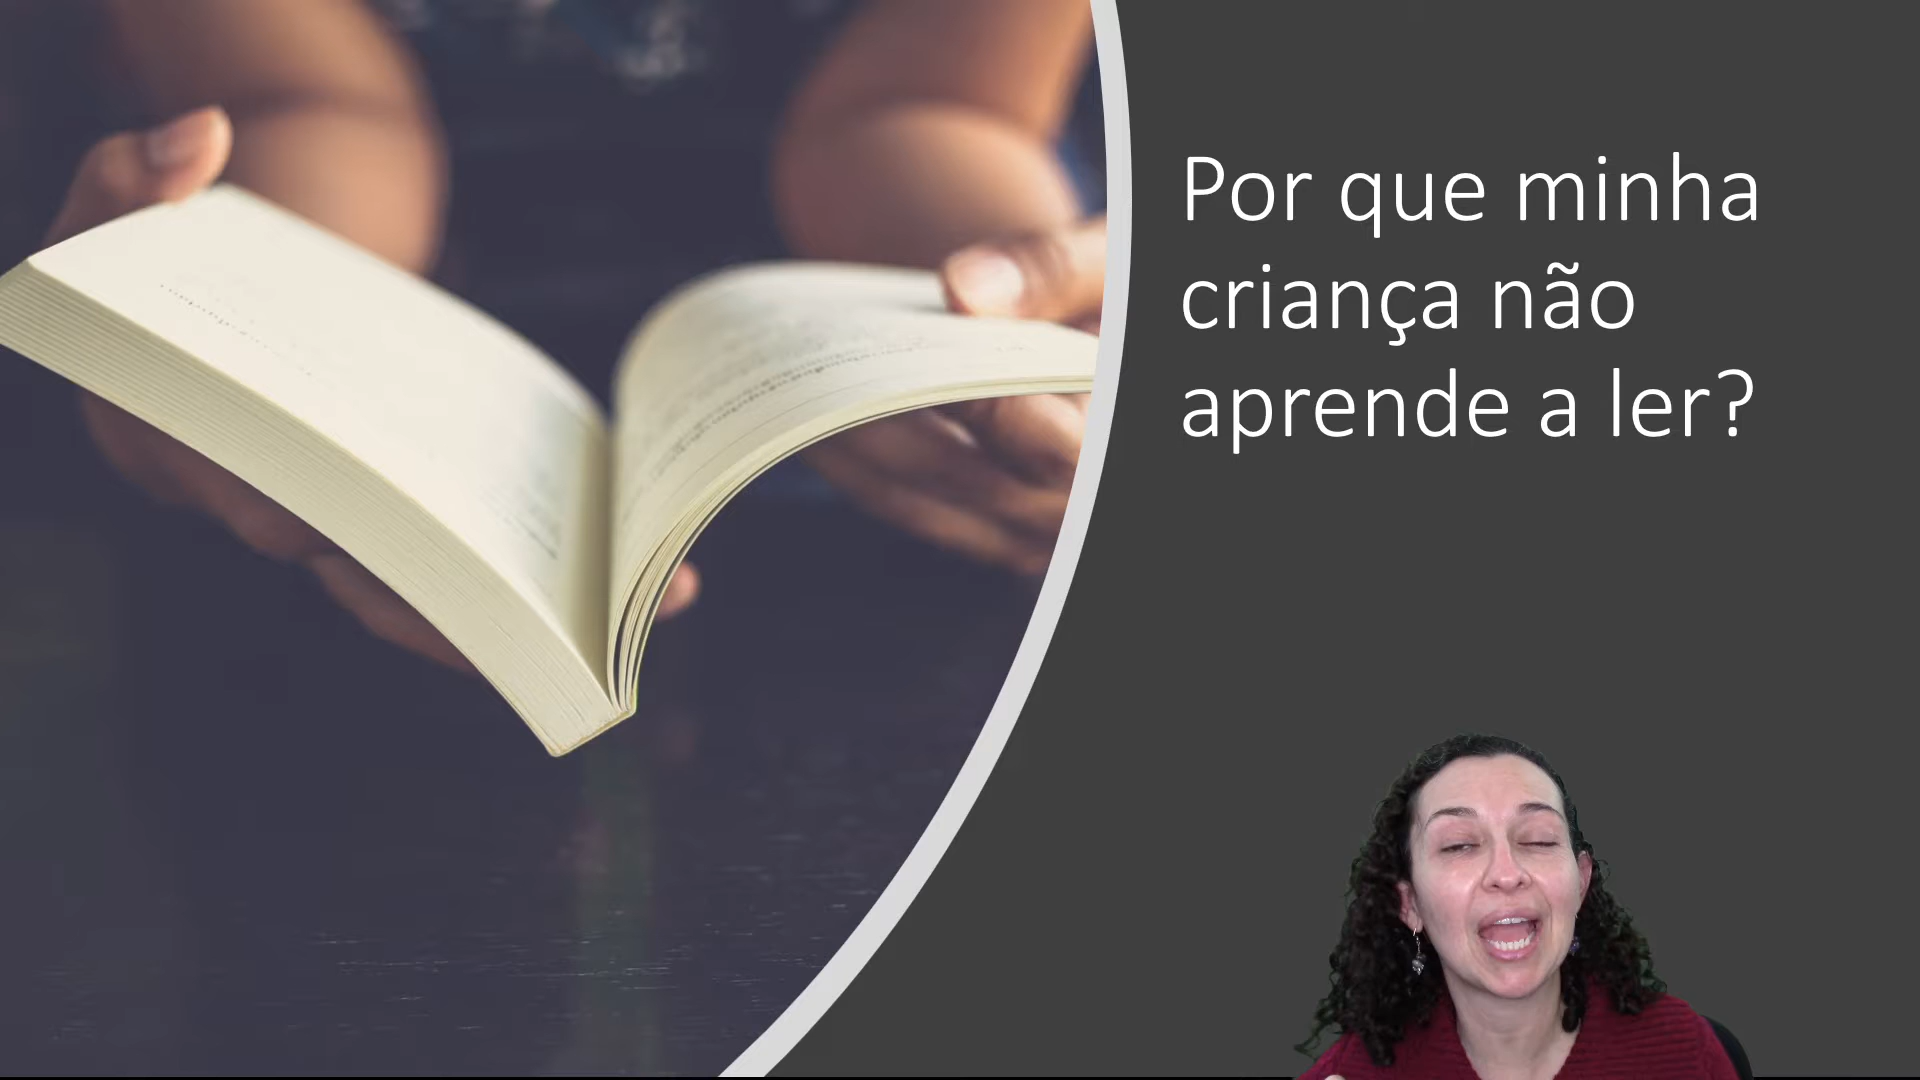 Por que minha
criança não
aprende a ler?